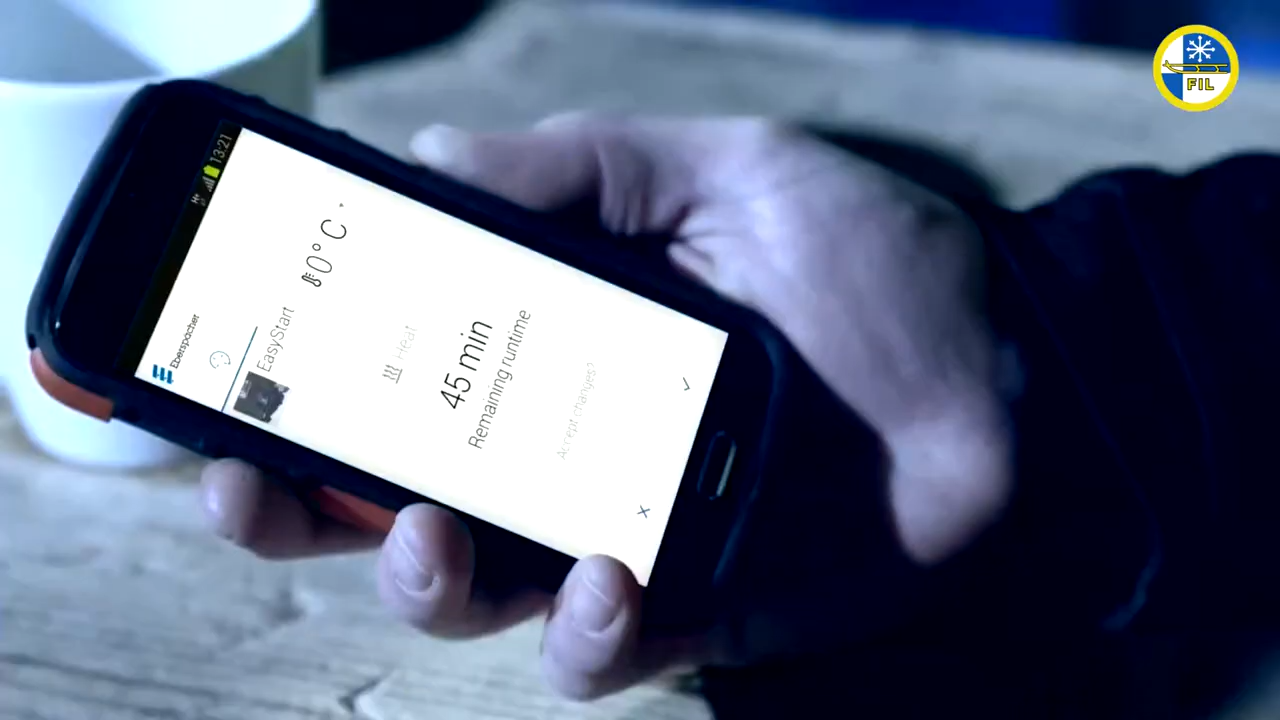 13:21
Eberspächer
EasyStart
0° C
Heat
45 min
Remaining runtime
Accept changes?
FIL